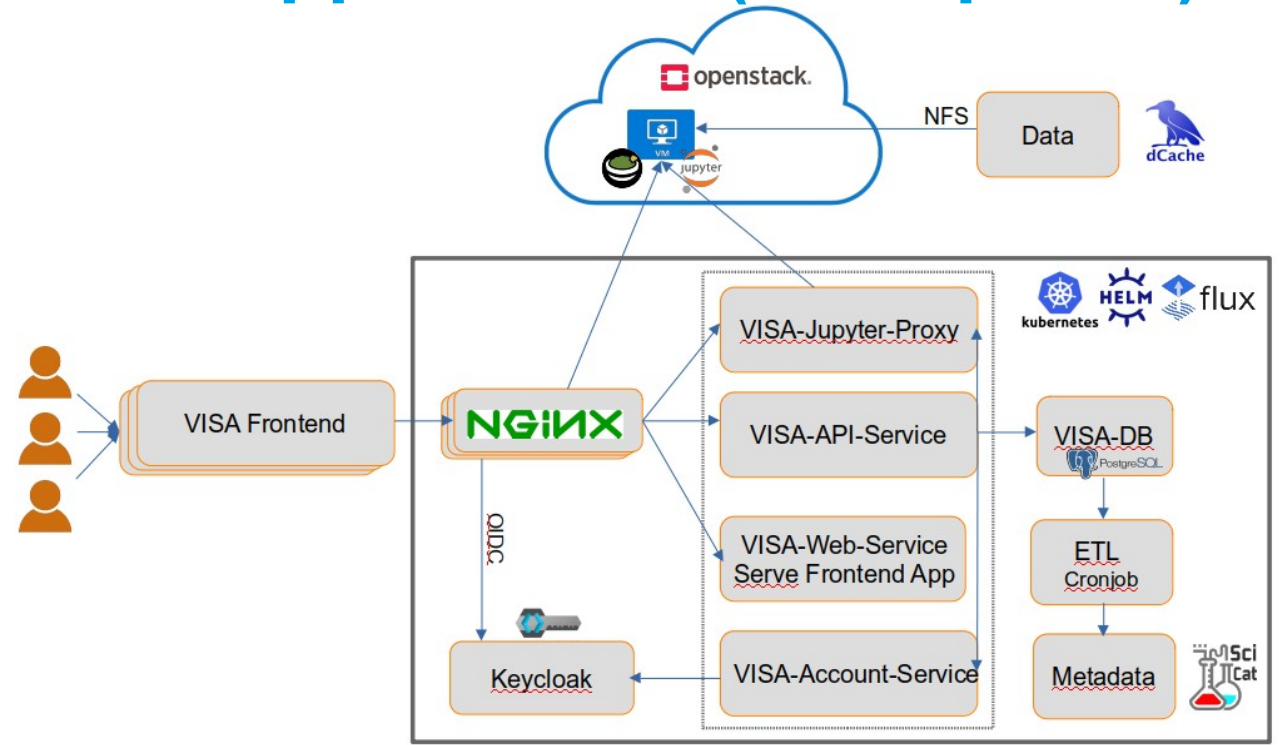 openstack.
NFS
Data
dCache
VM
jupyter
kubernetes
HELM
flux
VISA-Jupyter-Proxy
VISA Frontend
NGINX
VISA-API-Service
VISA-DB
PostgreSQL
OIDC
VISA-Web-Service
Serve Frontend App
ETL
Cronjob
Keycloak
VISA-Account-Service
Metadata
Sci
Cat